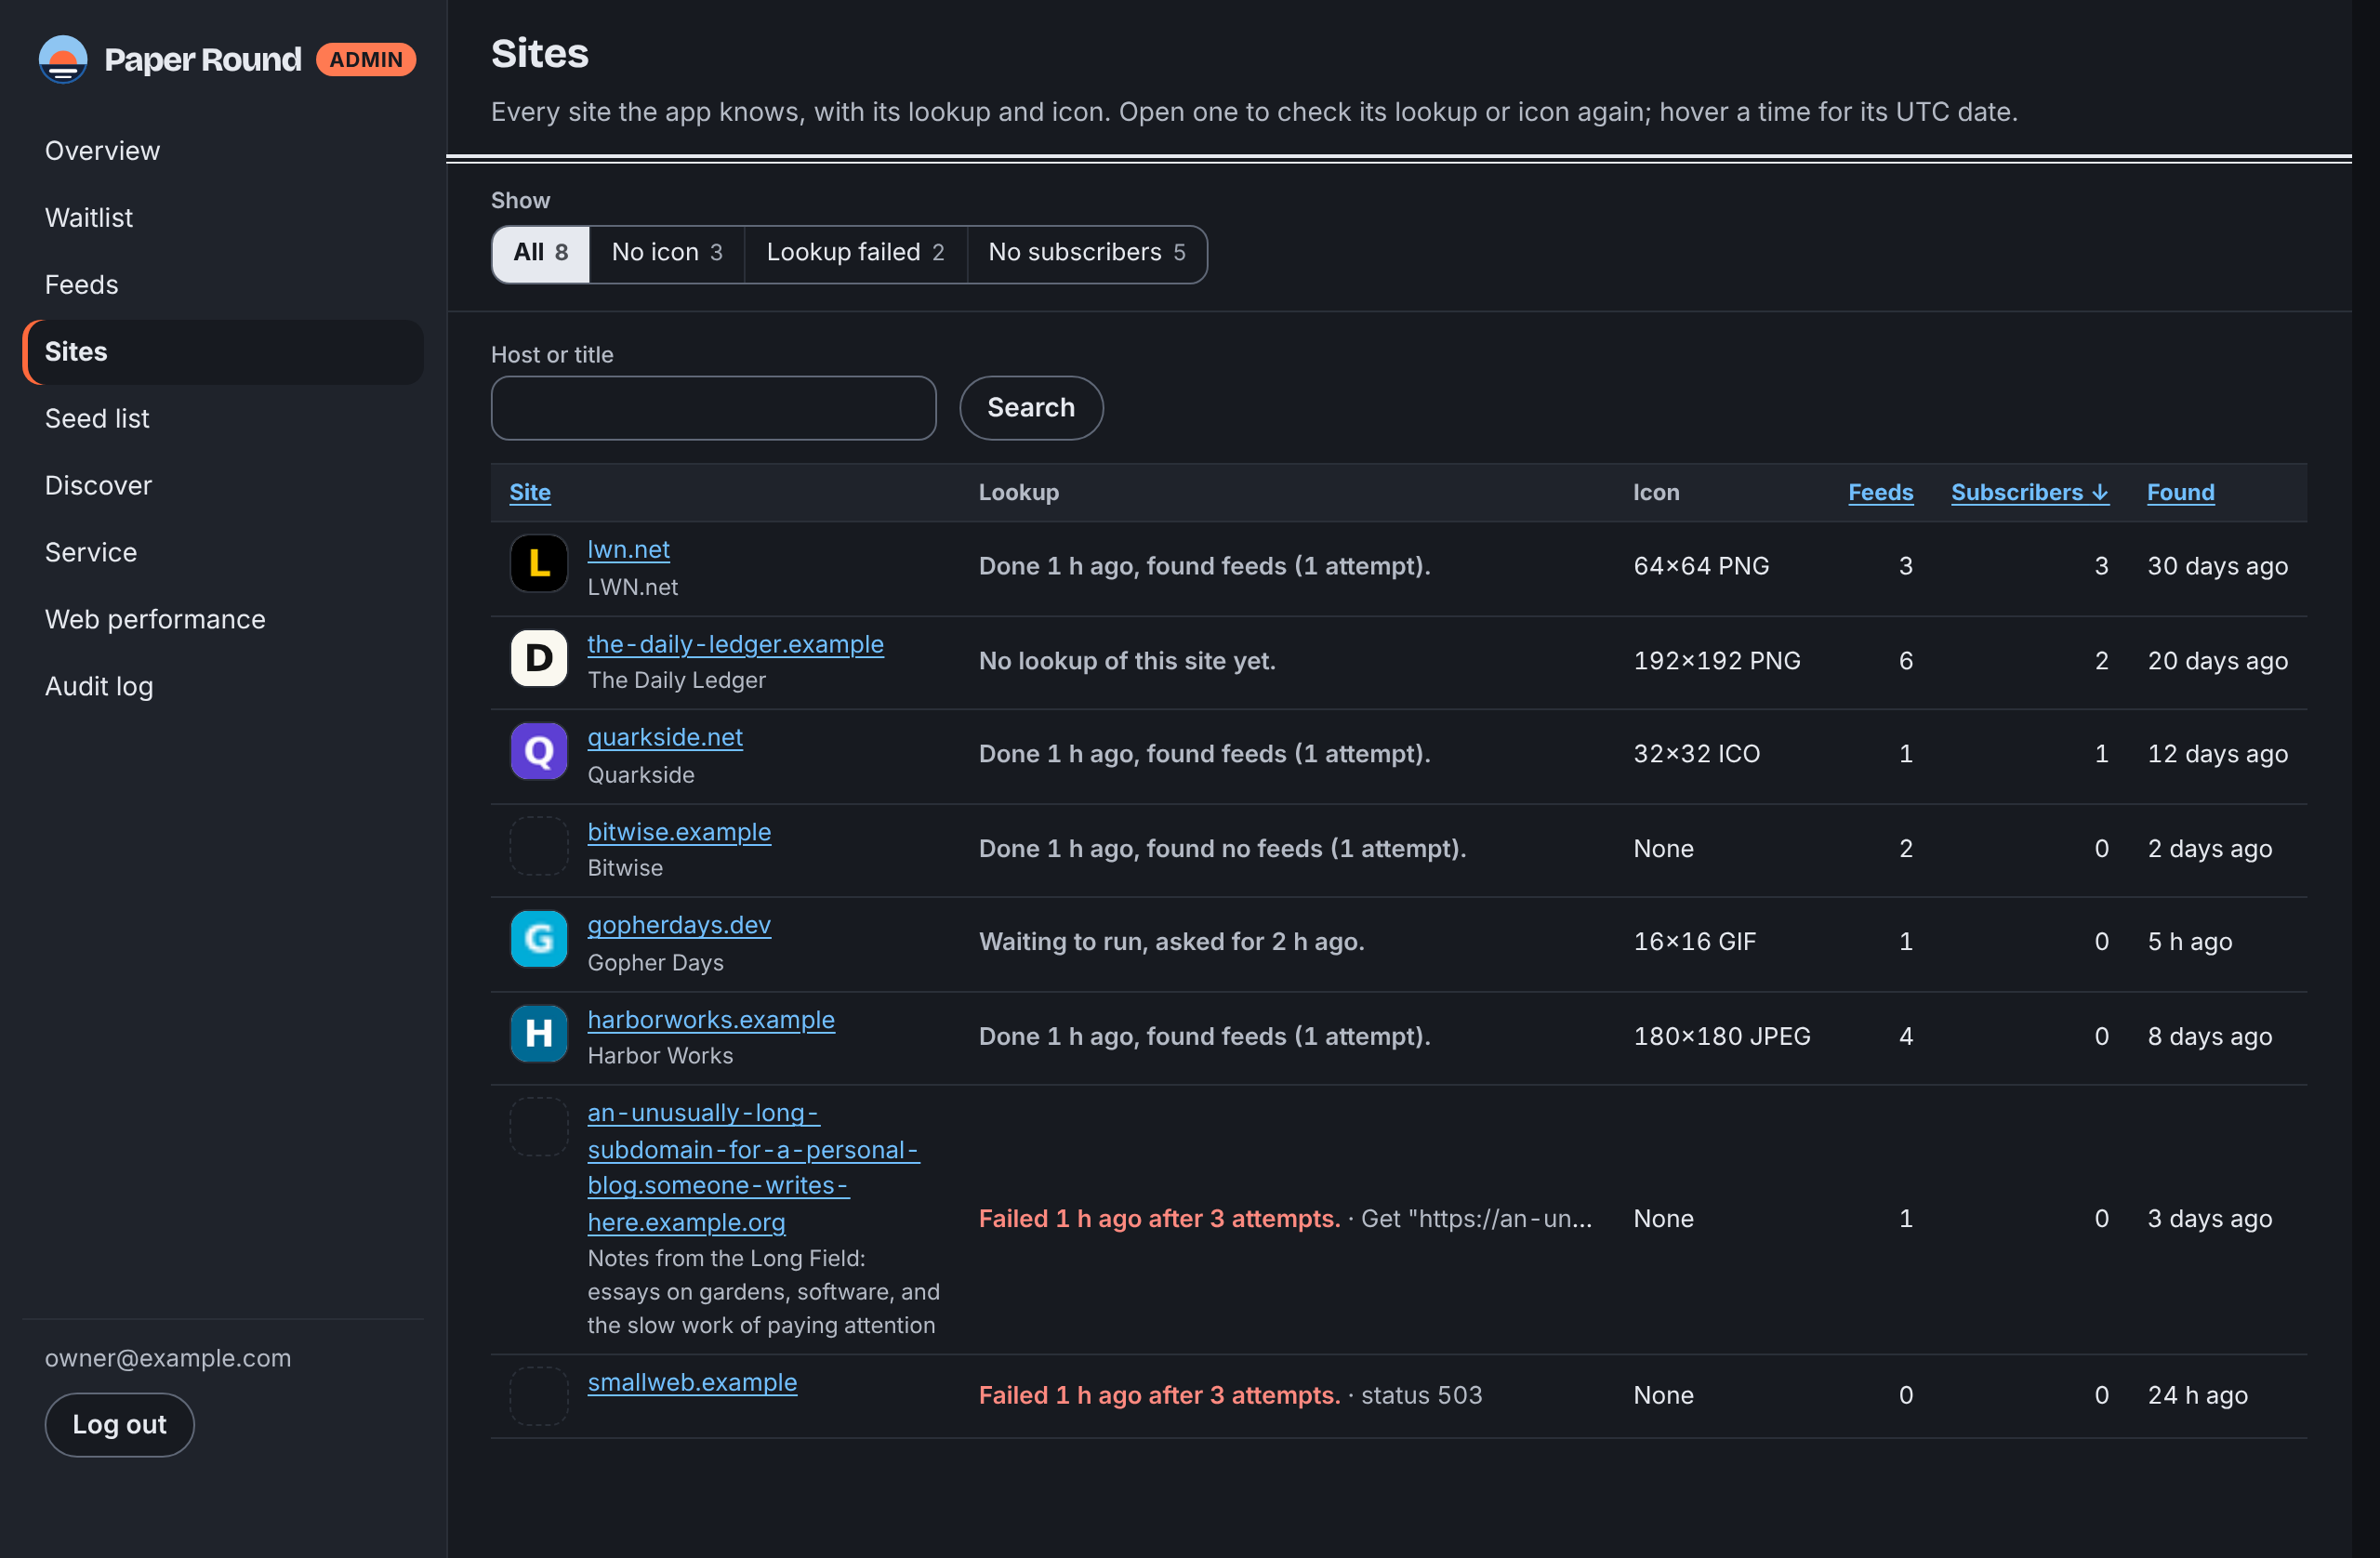 Paper Round ADMIN
Overview
Waitlist
Feeds
Sites
Seed list
Discover
Service
Web performance
Audit log
owner@example.com
Log out
Sites
Every site the app knows, with its lookup and icon. Open one to check its lookup or icon again; hover a time for its UTC date.
Show
All 8 No icon 3 Lookup failed 2 No subscribers 5
Host or title
Search
Site Lookup Icon Feeds Subscribers ↓ Found
L lwn.net Done 1 h ago, found feeds (1 attempt). 64×64 PNG 3 3 30 days ago
LWN.net
D the-daily-ledger.example No lookup of this site yet. 192×192 PNG 6 2 20 days ago
The Daily Ledger
Q quarkside.net Done 1 h ago, found feeds (1 attempt). 32×32 ICO 1 1 12 days ago
Quarkside
bitwise.example Done 1 h ago, found no feeds (1 attempt). None 2 0 2 days ago
Bitwise
G gopherdays.dev Waiting to run, asked for 2 h ago. 16×16 GIF 1 0 5 h ago
Gopher Days
H harborworks.example Done 1 h ago, found feeds (1 attempt). 180×180 JPEG 4 0 8 days ago
Harbor Works
an-unusually-long-
subdomain-for-a-personal-
blog.someone-writes-
here.example.org
Notes from the Long Field:
essays on gardens, software, and
the slow work of paying attention
Failed 1 h ago after 3 attempts. · Get "https://an-un... None 1 0 3 days ago
smallweb.example Failed 1 h ago after 3 attempts. · status 503 None 0 0 24 h ago